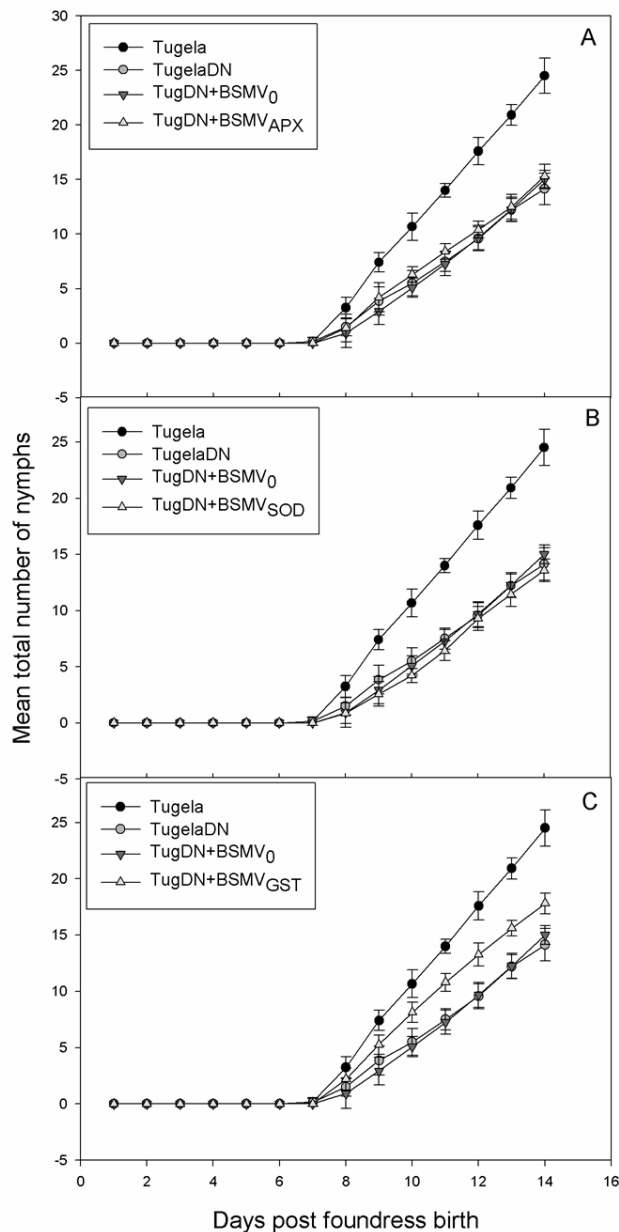 A
Tugela
TugelaDN
TugDN+BSMV0
TugDN+BSMVAPX
30
25
20
15
10
5
0
-5
B
Tugela
TugelaDN
TugDN+BSMV0
TugDN+BSMVSOD
25
20
15
10
5
0
-5
C
Tugela
TugelaDN
TugDN+BSMV0
TugDN+BSMVGST
25
20
15
10
5
0
-5
0 2 4 6 8 10 12 14 16
Mean total number of nymphs
Days post foundress birth